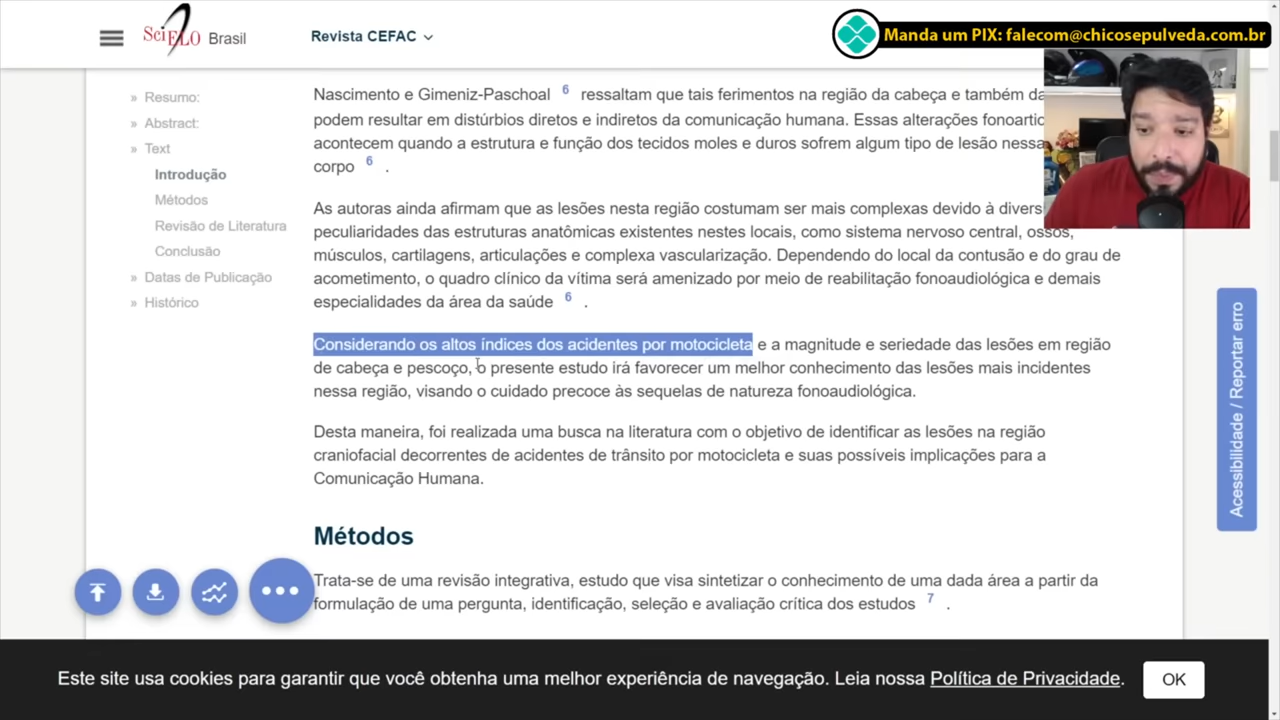 SciELO Brasil
Revista CEFAC
Manda um PIX: falecom@chicosepulveda.com.br
» Resumo:
» Abstract:
» Text
Introdução
Métodos
Revisão de Literatura
Conclusão
» Datas de Publicação
» Histórico
Nascimento e Gimeniz-Paschoal 6 ressaltam que tais ferimentos na região da cabeça e também da
podem resultar em distúrbios diretos e indiretos da comunicação humana. Essas alterações
acontecem quando a estrutura e função dos tecidos moles e duros sofrem algum tipo de lesão
corpo 6 .
As autoras ainda afirmam que as lesões nesta região costumam ser mais complexas devido à
peculiaridades das estruturas anatômicas existentes nestes locais, como sistema nervoso central, ossos,
músculos, cartilagens, articulações e complexa vascularização. Dependendo do local da contusão e do grau de
acometimento, o quadro clínico da vítima será amenizado por meio de reabilitação fonoaudiológica e demais
especialidades da área da saúde 6 .
Considerando os altos índices dos acidentes por motocicleta e a magnitude e seriedade das lesões em região
de cabeça e pescoço, o presente estudo irá favorecer um melhor conhecimento das lesões mais incidentes
nessa região, visando o cuidado precoce às sequelas de natureza fonoaudiológica.
Desta maneira, foi realizada uma busca na literatura com o objetivo de identificar as lesões na região
craniofacial decorrentes de acidentes de trânsito por motocicleta e suas possíveis implicações para a
Comunicação Humana.
Métodos
Trata-se de uma revisão integrativa, estudo que visa sintetizar o conhecimento de uma dada área a partir da
formulação de uma pergunta, identificação, seleção e avaliação crítica dos estudos 7 .
Acessibilidade / Reportar erro
Este site usa cookies para garantir que você obtenha uma melhor experiência de navegação. Leia nossa Política de Privacidade.
OK